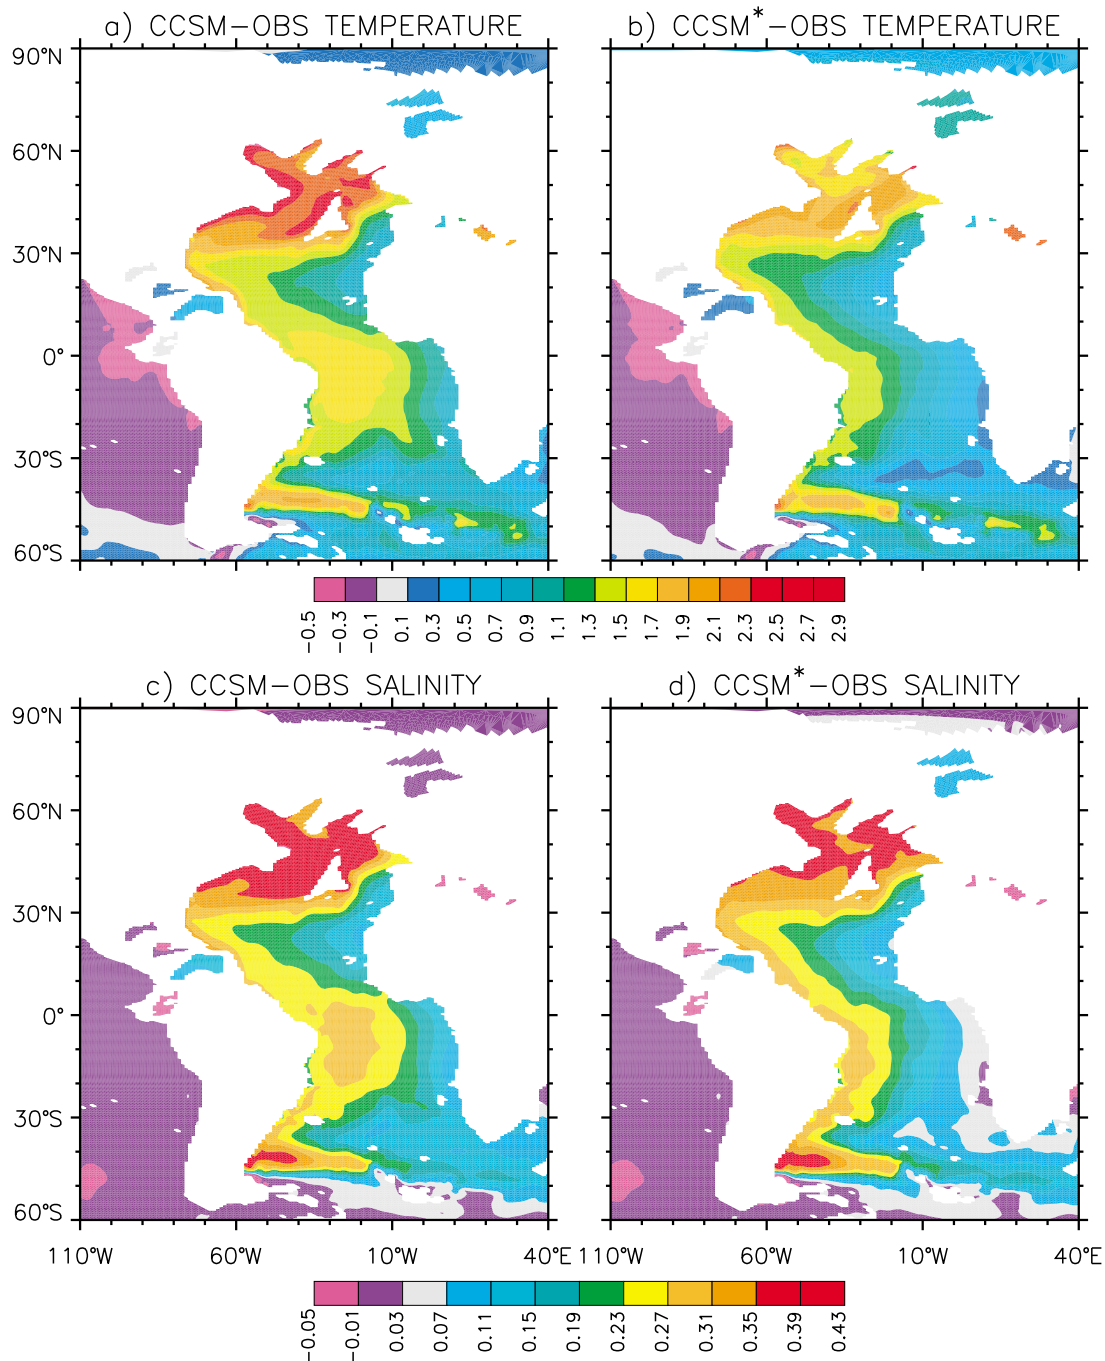 a) CCSM−OBS TEMPERATURE b) CCSM*−OBS TEMPERATURE
90°N
60°N
30°N
0°
30°S
60°S
−0.5 −0.3 −0.1 0.1 0.3 0.5 0.7 0.9 1.1 1.3 1.5 1.7 1.9 2.1 2.3 2.5 2.7 2.9
c) CCSM−OBS SALINITY d) CCSM*−OBS SALINITY
90°N
60°N
30°N
0°
30°S
60°S
110°W 60°W 10°W 40°E 110°W 60°W 10°W 40°E
−0.05 −0.01 0.03 0.07 0.11 0.15 0.19 0.23 0.27 0.31 0.35 0.39 0.43